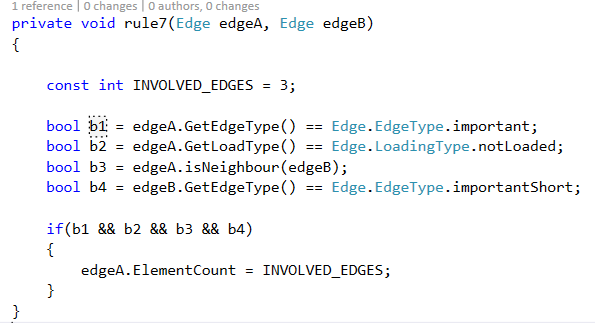 1 reference | 0 changes | 0 authors, 0 changes
private void rule7(Edge edgeA, Edge edgeB)
{
const int INVOLVED_EDGES = 3;
bool b1 = edgeA.GetEdgeType() == Edge.EdgeType.important;
bool b2 = edgeA.GetLoadType() == Edge.LoadingType.notLoaded;
bool b3 = edgeA.isNeighbour(edgeB);
bool b4 = edgeB.GetEdgeType() == Edge.EdgeType.importantShort;
if(b1 && b2 && b3 && b4)
{
edgeA.ElementCount = INVOLVED_EDGES;
}
}